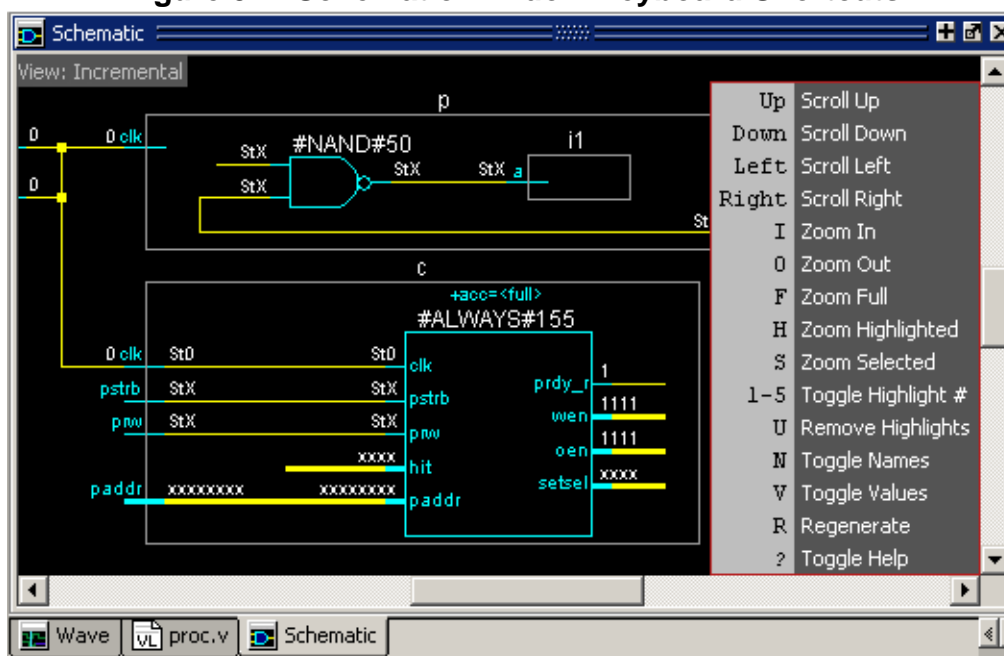 Schematic
View: Incremental
p
0
0 clk
StX
#NAND#50
StX
StX
a
i1
0
StX
St
c
+acc=<full>
#ALWAYS#155
0 clk
St0
St0
clk
prdy_r
1
pstrb
StX
StX
pstrb
wen
1111
prw
StX
StX
prw
oen
1111
xxxx
hit
setsel
xxxx
paddr
xxxxxxxx
xxxxxxxx
paddr
Up Scroll Up
Down Scroll Down
Left Scroll Left
Right Scroll Right
I Zoom In
O Zoom Out
F Zoom Full
H Zoom Highlighted
S Zoom Selected
1-5 Toggle Highlight #
U Remove Highlights
N Toggle Names
V Toggle Values
R Regenerate
? Toggle Help
Wave
proc.v
Schematic